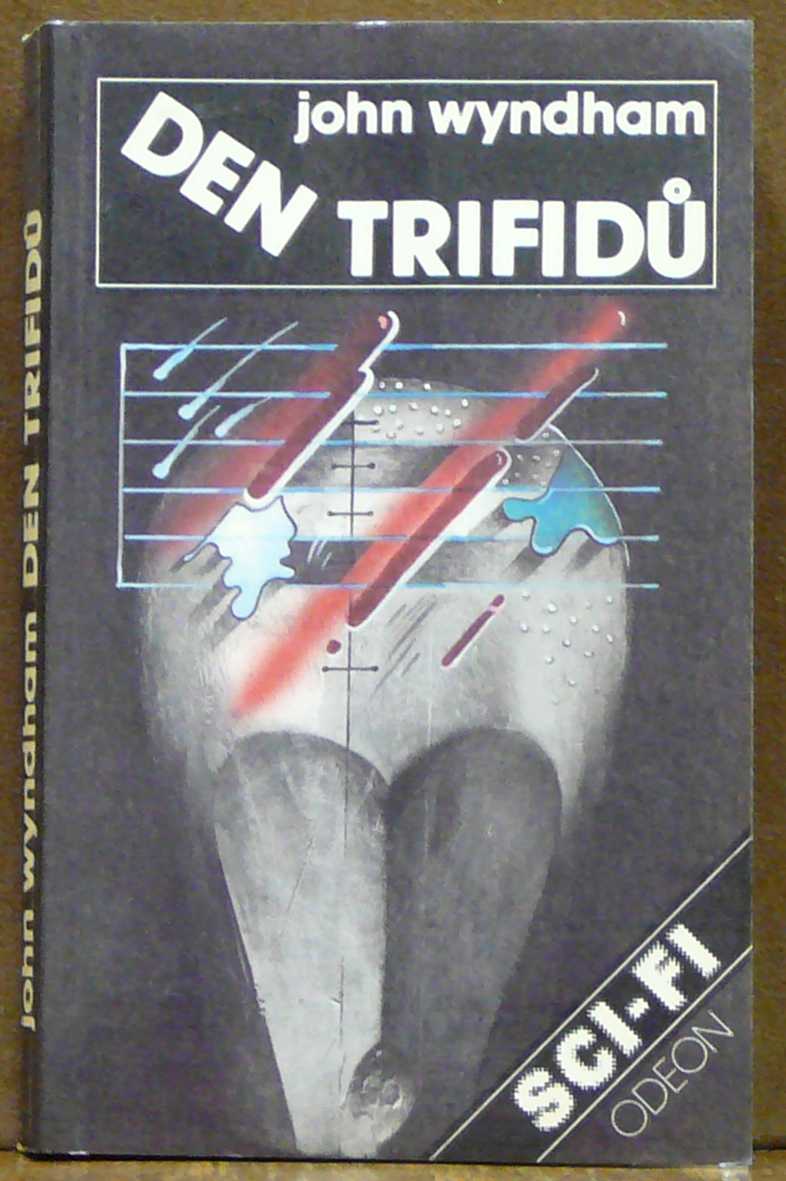 john wyndham
DEN
TRIFIDŮ
SCI-FI
ODEON
john wyndham DEN TRIFIDŮ